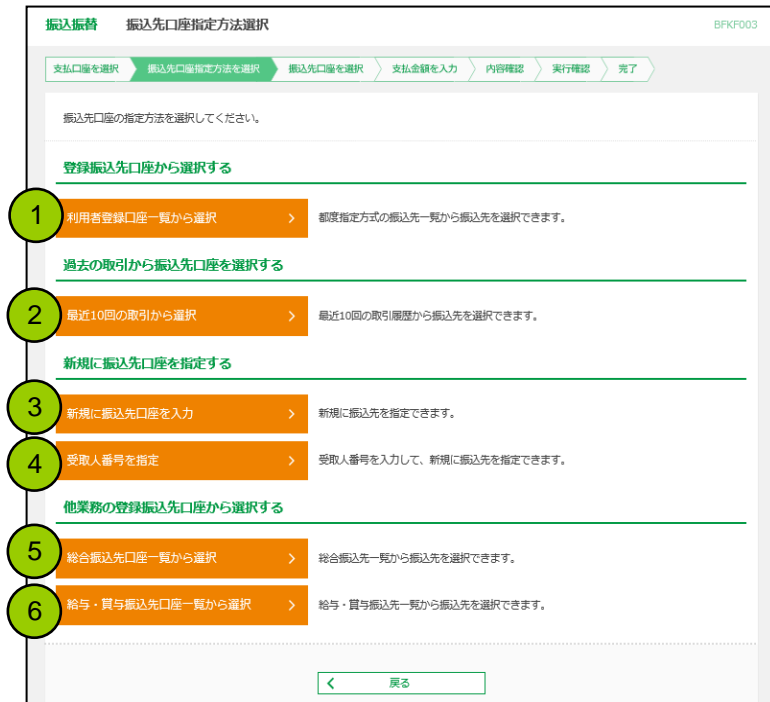 振込振替 振込先口座指定方法選択 BFKF003
支払口座を選択 振込先口座指定方法を選択 振込先口座を選択 支払金額を入力 内容確認 実行確認 完了
振込先口座の指定方法を選択してください。
登録振込先口座から選択する
1 利用者登録口座一覧から選択 都度指定方式の振込先一覧から振込先を選択できます。
過去の取引から振込先口座を選択する
2 最近10回の取引から選択 最近10回の取引履歴から振込先を選択できます。
新規に振込先口座を指定する
3 新規に振込先口座を入力 新規に振込先を指定できます。
4 受取人番号を指定 受取人番号を入力して、新規に振込先を指定できます。
他業務の登録振込先口座から選択する
5 総合振込先口座一覧から選択 総合振込先一覧から振込先を選択できます。
6 給与・賞与振込先口座一覧から選択 給与・賞与振込先一覧から振込先を選択できます。
戻る